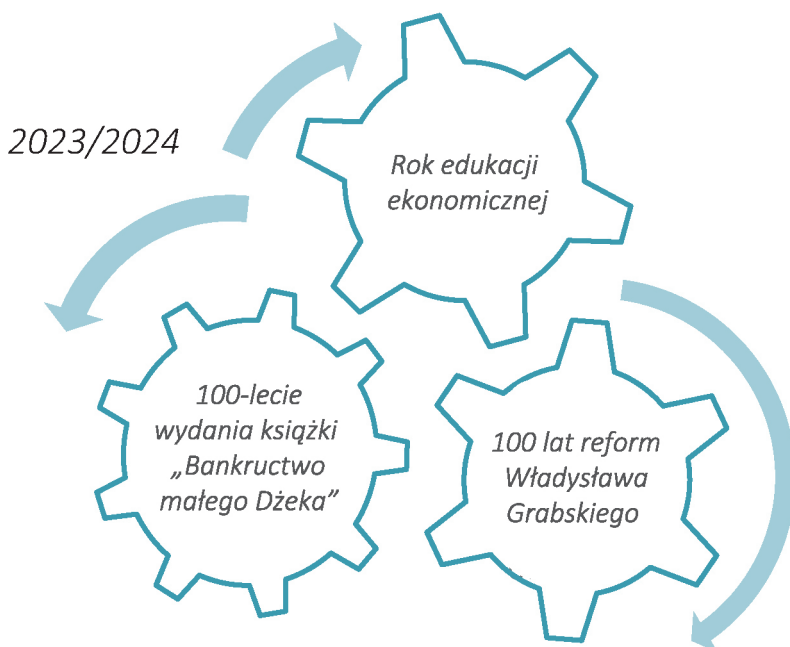 2023/2024
Rok edukacji
ekonomicznej
100-lecie
wydania książki
„Bankructwo
małego Dżeka”
100 lat reform
Władysława
Grabskiego